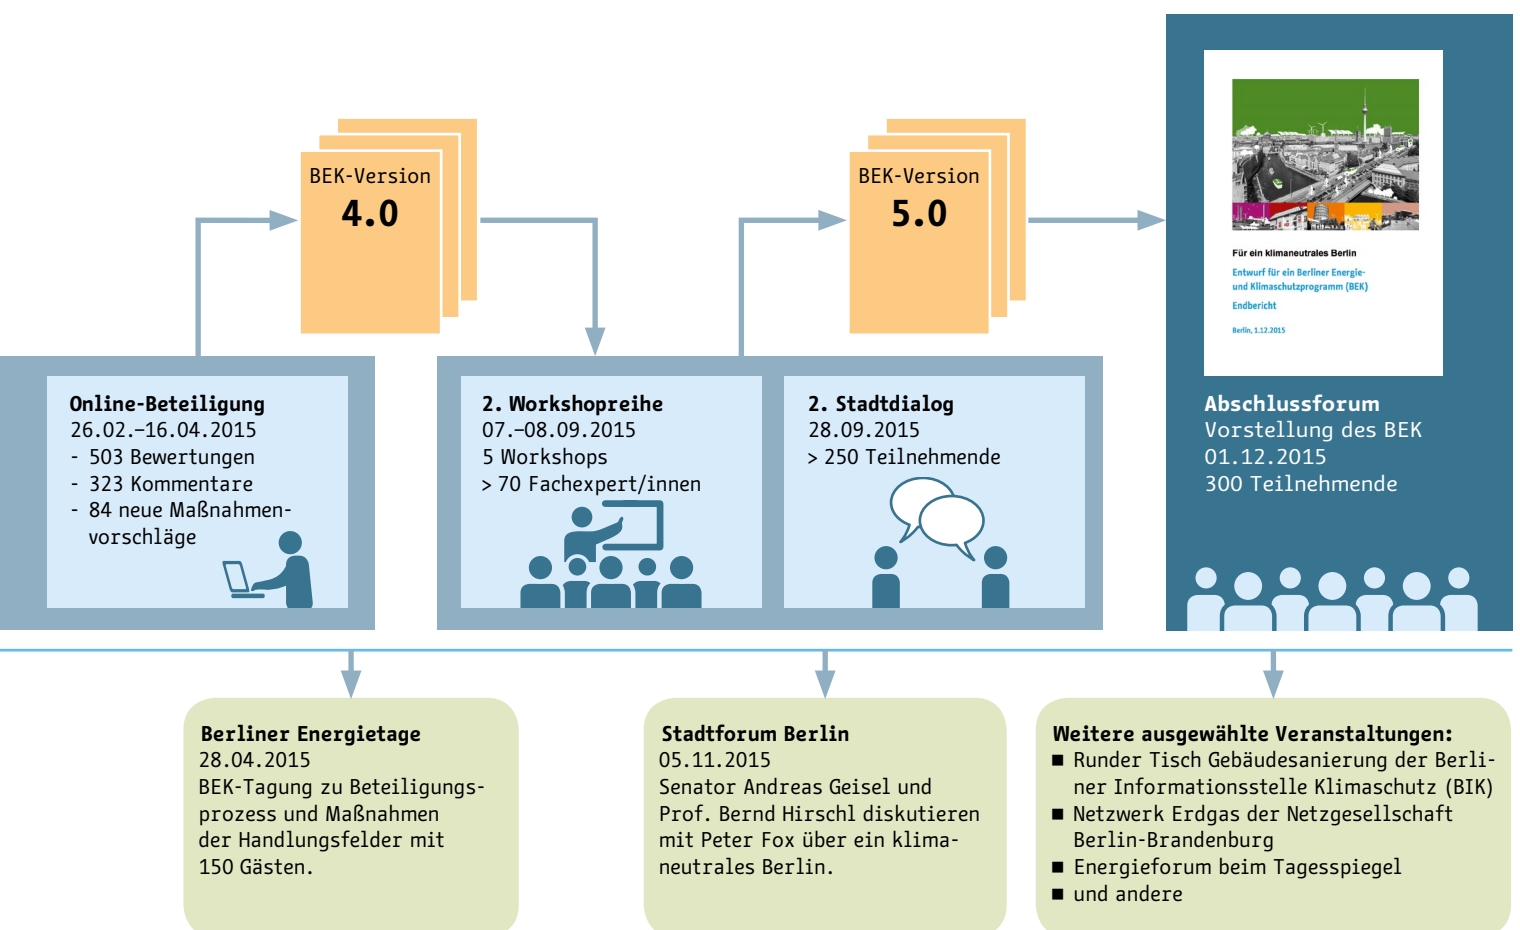 BEK-Version
4.0
BEK-Version
5.0
Für ein klimaneutrales Berlin
Entwurf für ein Berliner Energie-
und Klimaschutzprogramm (BEK)
Endbericht
Berlin, 1.12.2015
Online-Beteiligung
26.02.–16.04.2015
- 503 Bewertungen
- 323 Kommentare
- 84 neue Maßnahmen-
vorschläge
2. Workshopreihe
07.–08.09.2015
5 Workshops
> 70 Fachexpert/innen
2. Stadtdialog
28.09.2015
> 250 Teilnehmende
Abschlussforum
Vorstellung des BEK
01.12.2015
300 Teilnehmende
Berliner Energietage
28.04.2015
BEK-Tagung zu Beteiligungs-
prozess und Maßnahmen
der Handlungsfelder mit
150 Gästen.
Stadtforum Berlin
05.11.2015
Senator Andreas Geisel und
Prof. Bernd Hirschl diskutieren
mit Peter Fox über ein klima-
neutrales Berlin.
Weitere ausgewählte Veranstaltungen:
■ Runder Tisch Gebäudesanierung der Berli-
ner Informationsstelle Klimaschutz (BIK)
■ Netzwerk Erdgas der Netzgesellschaft
Berlin-Brandenburg
■ Energieforum beim Tagesspiegel
■ und andere